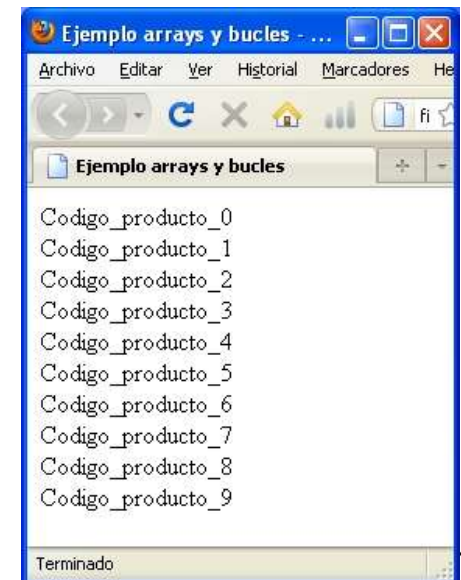 Ejemplo arrays y bucles - ...
Archivo Editar Ver Historial Marcadores He
fi
Ejemplo arrays y bucles
Codigo_producto_0
Codigo_producto_1
Codigo_producto_2
Codigo_producto_3
Codigo_producto_4
Codigo_producto_5
Codigo_producto_6
Codigo_producto_7
Codigo_producto_8
Codigo_producto_9
Terminado